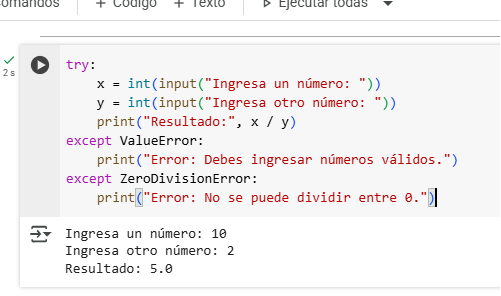 + Código + Texto ▷ Ejecutar todas
2 s
try:
    x = int(input("Ingresa un número: "))
    y = int(input("Ingresa otro número: "))
    print("Resultado:", x / y)
except ValueError:
    print("Error: Debes ingresar números válidos.")
except ZeroDivisionError:
    print("Error: No se puede dividir entre 0.")
Ingresa un número: 10
Ingresa otro número: 2
Resultado: 5.0